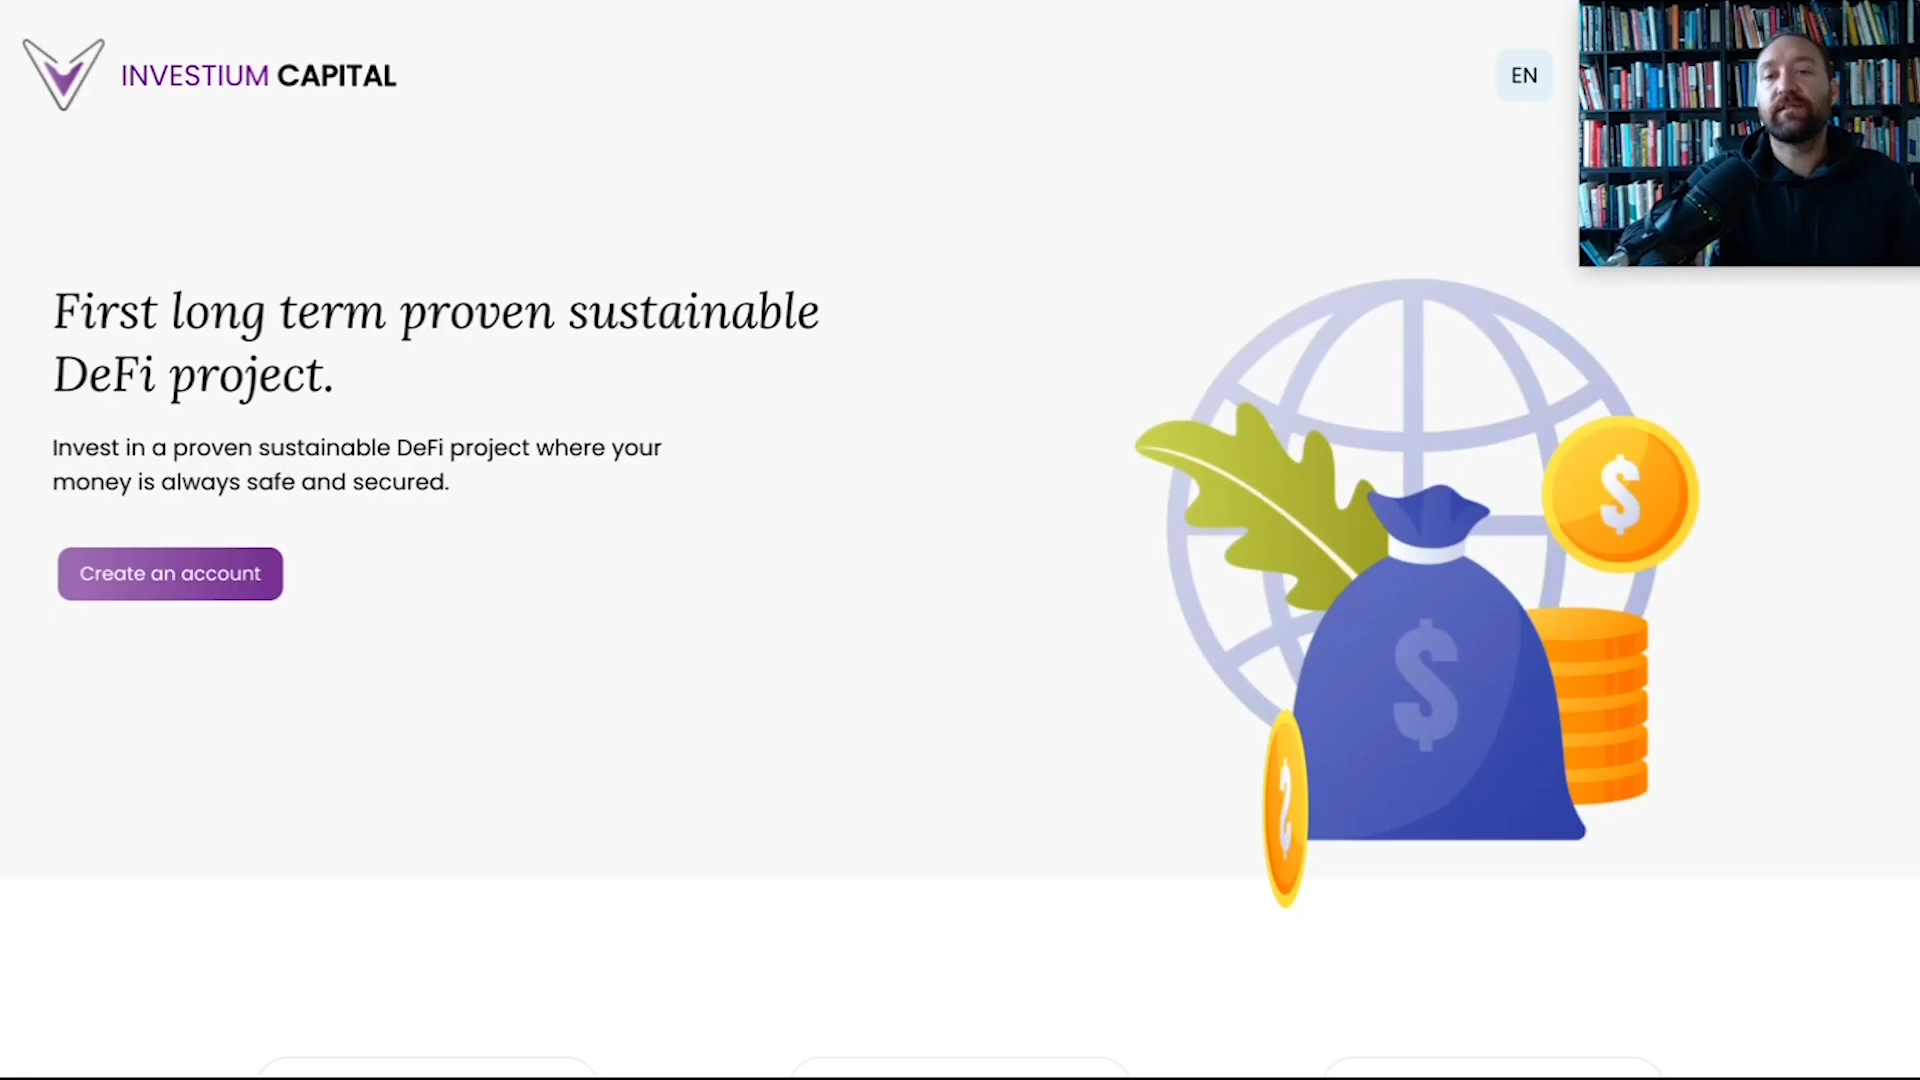 INVESTIUM CAPITAL
EN
First long term proven sustainable
DeFi project.
Invest in a proven sustainable DeFi project where your
money is always safe and secured.
Create an account
$
$